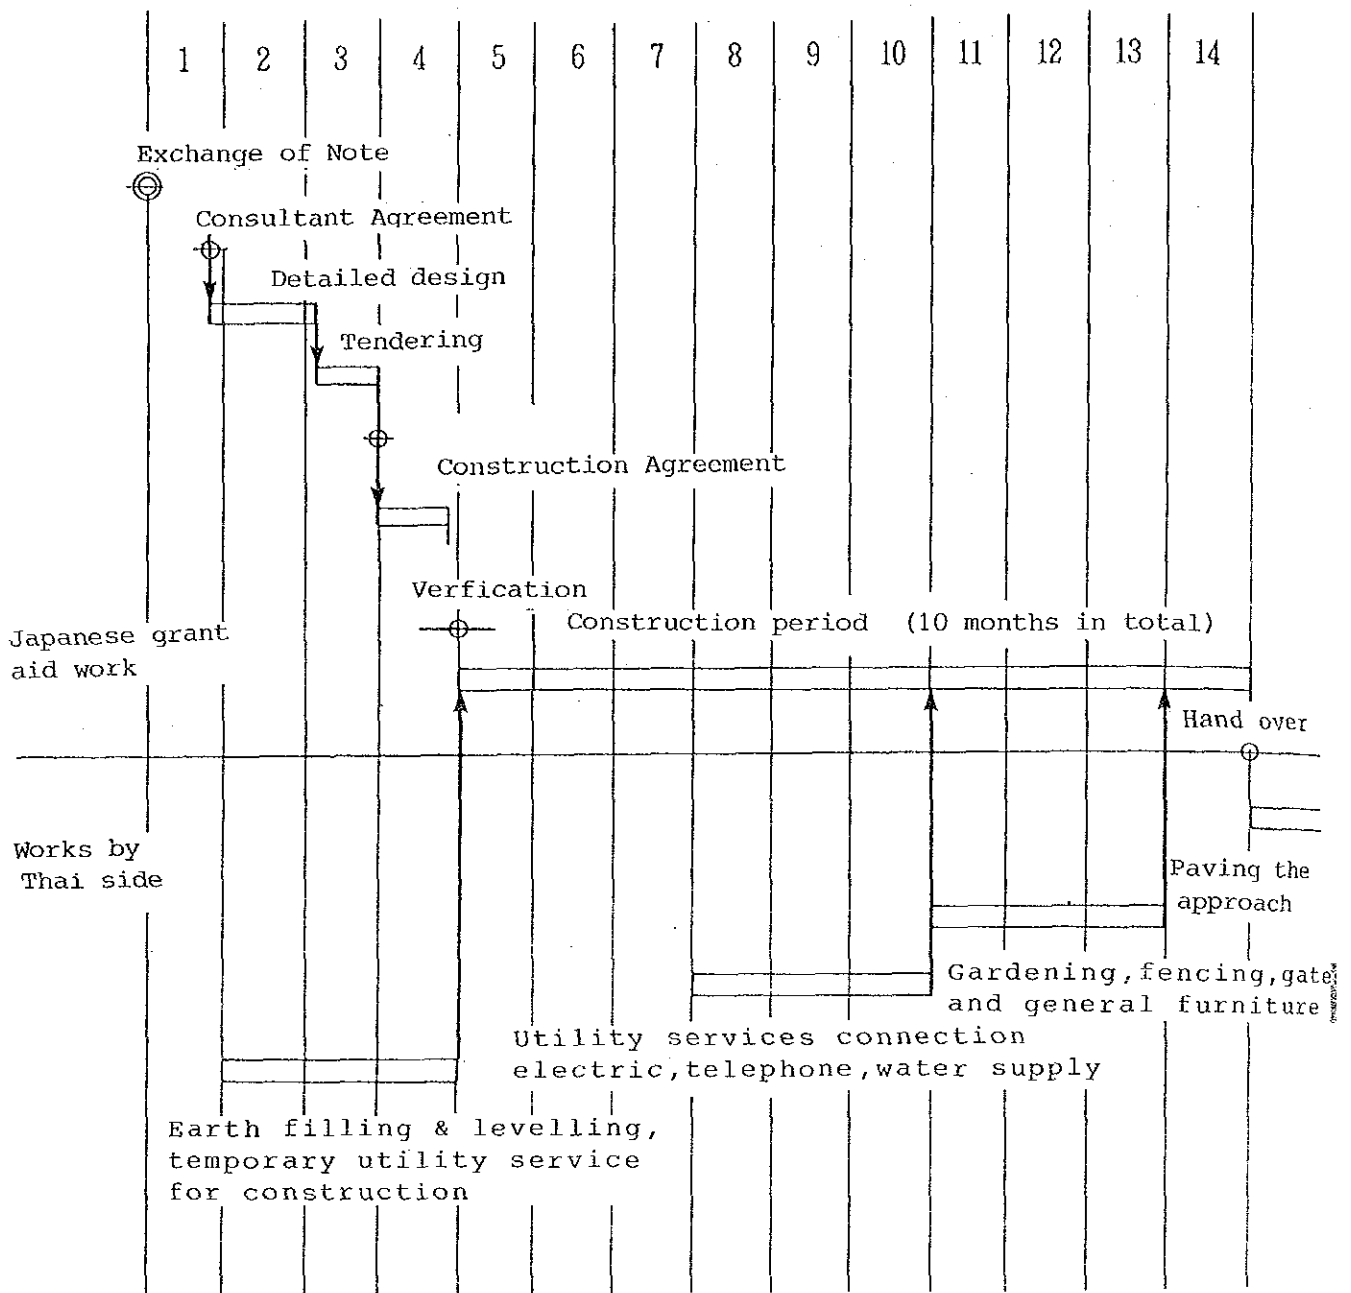 1 2 3 4 5 6 7 8 9 10 11 12 13 14
Exchange of Note
Consultant Agreement
Detailed design
Tendering
Construction Agreement
Verfication
Construction period (10 months in total)
Japanese grant
aid work
Hand over
Works by
Thai side
Paving the
approach
Gardening, fencing, gate
and general furniture
Utility services connection
electric, telephone, water supply
Earth filling & levelling,
temporary utility service
for construction